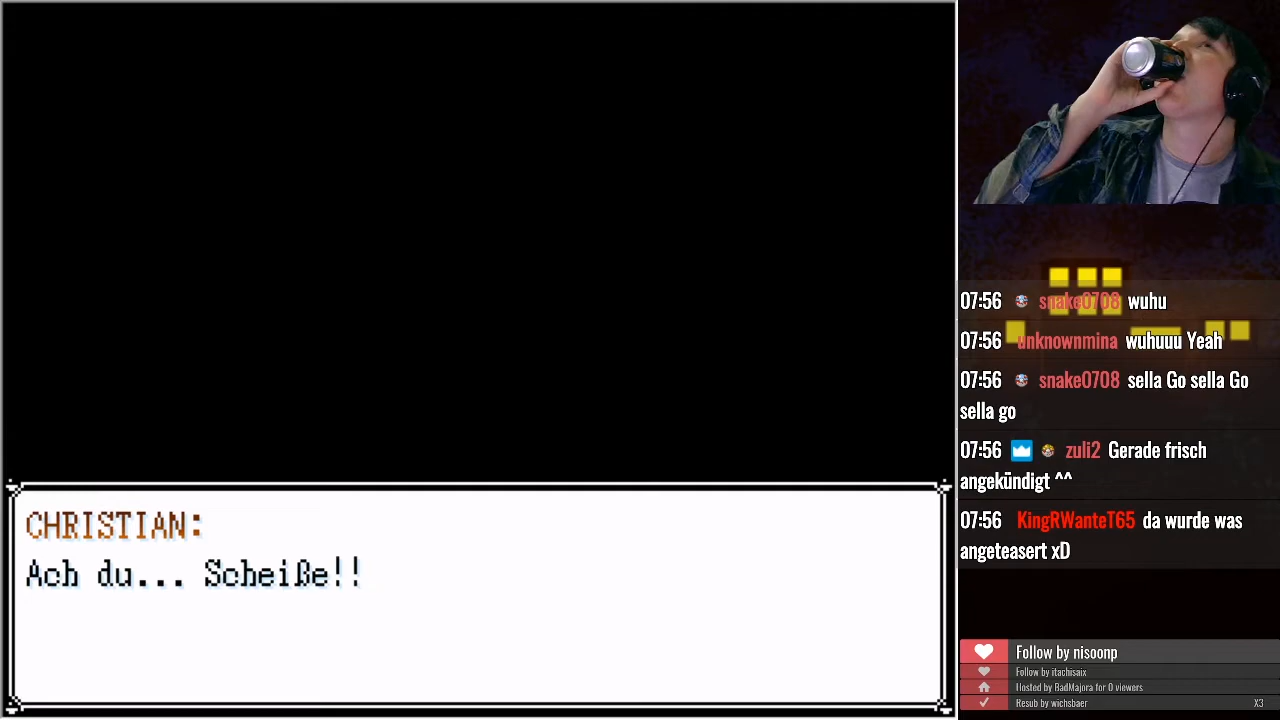 CHRISTIAN:
Ach du... Scheiße!!
07:56 snake0708 wuhu
07:56 unknownmina wuhuuu Yeah
07:56 snake0708 sella Go sella Go
sella go
07:56 zuli2 Gerade frisch
angekündigt ^^
07:56 KingRWanteT65 da wurde was
angeteasert xD
Follow by nisoonp
Follow by itachisaix
Hosted by BadMajora for 0 viewers
Resub by wichsbaer X3